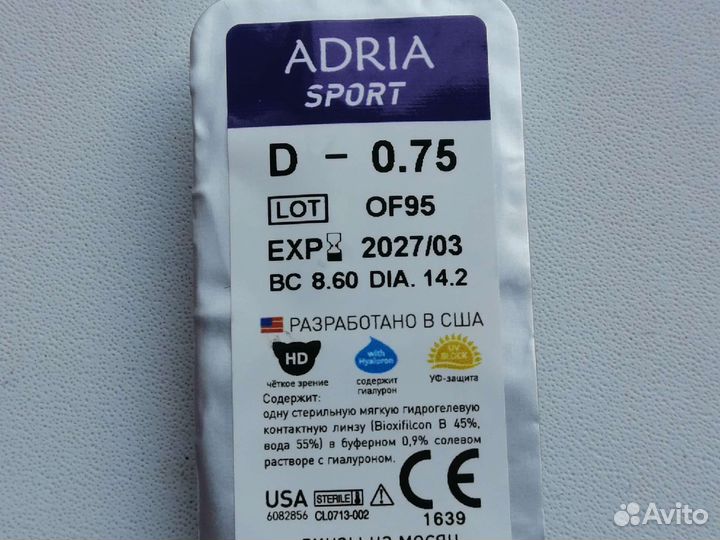 ADRIA
SPORT
D - 0.75
LOT OF95
EXP 2027/03
BC 8.60 DIA. 14.2
РАЗРАБОТАНО В США
HD
with Hyaluron
UV BLOCK
чёткое зрение
содержит гиалурон
УФ-защита
Содержит:
одну стерильную мягкую гидрогелевую
контактную линзу (Bioxifilcon B 45%,
вода 55%) в буферном 0,9% солевом
растворе с гиалуроном.
USA STERILE
6082856 CL0713-002
CE
1639
Avito